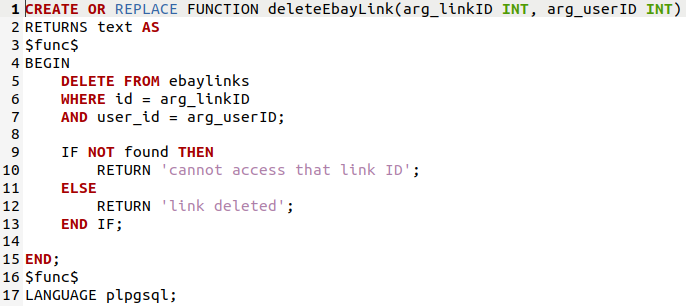 1 CREATE OR REPLACE FUNCTION deleteEbayLink(arg_linkID INT, arg_userID INT)
2 RETURNS text AS
3 $func$
4 BEGIN
5     DELETE FROM ebaylinks
6     WHERE id = arg_linkID
7     AND user_id = arg_userID;
8
9     IF NOT found THEN
10         RETURN 'cannot access that link ID';
11     ELSE
12         RETURN 'link deleted';
13     END IF;
14
15 END;
16 $func$
17 LANGUAGE plpgsql;